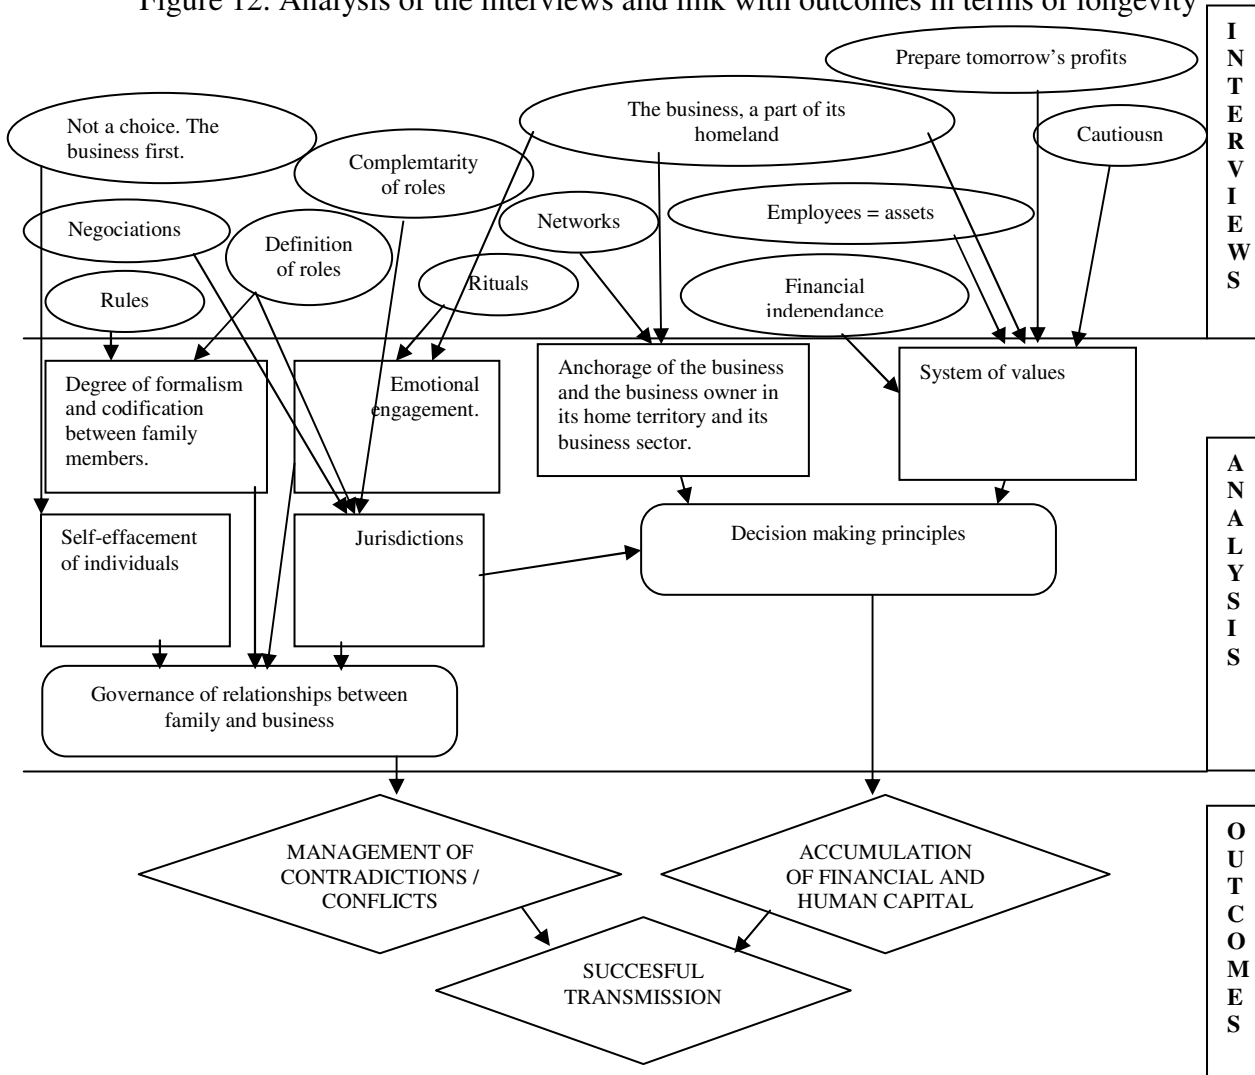 Figure 12. Analysis of the interviews and link with outcomes in terms of longevity
Prepare tomorrow's profits
The business, a part of its
homeland
Not a choice. The
business first.
Cautiousn
Complemtarity
of roles
Networks
Employees = assets
Negociations
Definition
of roles
Rituals
Financial
independance
Rules
INTERVIEWS
Degree of formalism
and codification
between family
members.
Emotional
engagement.
Anchorage of the business
and the business owner in
its home territory and its
business sector.
System of values
Self-effacement
of individuals
Jurisdictions
Decision making principles
Governance of relationships between
family and business
ANALYSIS
MANAGEMENT OF
CONTRADICTIONS /
CONFLICTS
ACCUMULATION
OF FINANCIAL AND
HUMAN CAPITAL
SUCCESFUL
TRANSMISSION
OUTCOMES